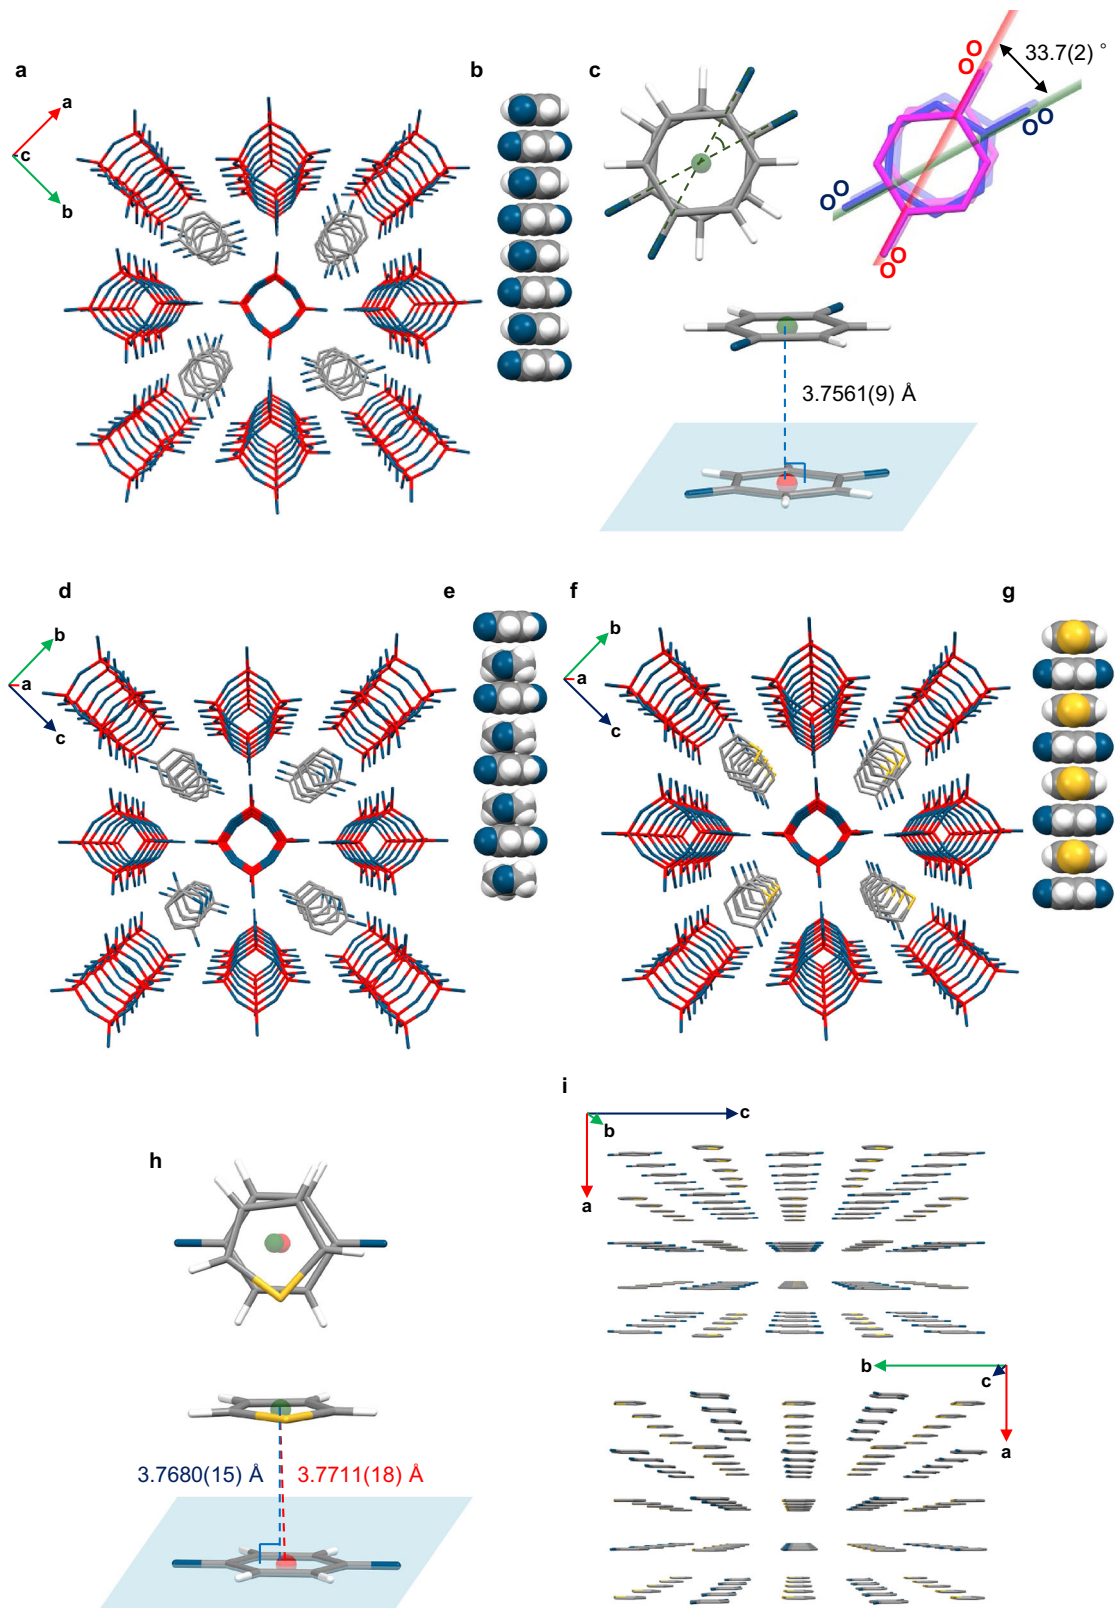 a
b
c
a
c
b
O
O
33.7(2) °
O
O
O
O
O
O
3.7561(9) Å
d
e
f
g
b
a
c
b
a
c
h
i
c
b
a
3.7680(15) Å
3.7711(18) Å
b
c
a